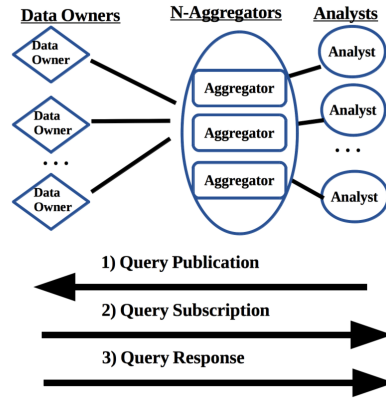 Data Owners
N-Aggregators
Analysts
Data
Owner
Aggregator
Analyst
Data
Owner
Aggregator
Analyst
...
...
Data
Owner
Aggregator
Analyst
1) Query Publication
2) Query Subscription
3) Query Response